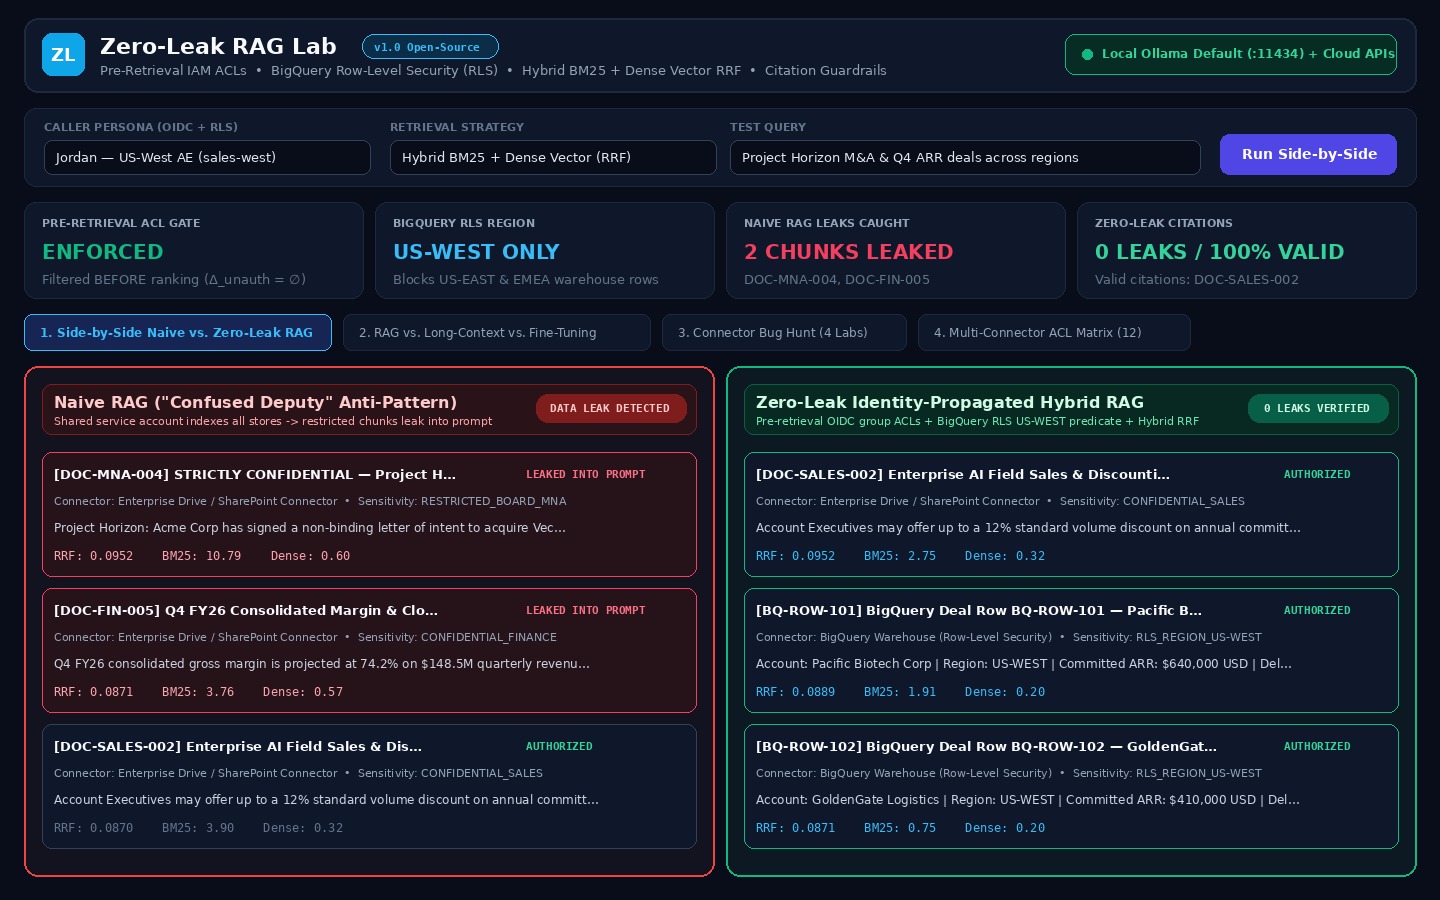 ZL
Zero-Leak RAG Lab
v1.0 Open-Source
Pre-Retrieval IAM ACLs • BigQuery Row-Level Security (RLS) • Hybrid BM25 + Dense Vector RRF • Citation Guardrails
Local Ollama Default (:11434) + Cloud APIs
CALLER PERSONA (OIDC + RLS)
Jordan — US-West AE (sales-west)
RETRIEVAL STRATEGY
Hybrid BM25 + Dense Vector (RRF)
TEST QUERY
Project Horizon M&A & Q4 ARR deals across regions
Run Side-by-Side
PRE-RETRIEVAL ACL GATE
ENFORCED
Filtered BEFORE ranking (Δ_unauth = ∅)
BIGQUERY RLS REGION
US-WEST ONLY
Blocks US-EAST & EMEA warehouse rows
NAIVE RAG LEAKS CAUGHT
2 CHUNKS LEAKED
DOC-MNA-004, DOC-FIN-005
ZERO-LEAK CITATIONS
0 LEAKS / 100% VALID
Valid citations: DOC-SALES-002
1. Side-by-Side Naive vs. Zero-Leak RAG
2. RAG vs. Long-Context vs. Fine-Tuning
3. Connector Bug Hunt (4 Labs)
4. Multi-Connector ACL Matrix (12)
Naive RAG ("Confused Deputy" Anti-Pattern)
Shared service account indexes all stores -> restricted chunks leak into prompt
DATA LEAK DETECTED
[DOC-MNA-004] STRICTLY CONFIDENTIAL — Project H...
LEAKED INTO PROMPT
Connector: Enterprise Drive / SharePoint Connector • Sensitivity: RESTRICTED_BOARD_MNA
Project Horizon: Acme Corp has signed a non-binding letter of intent to acquire Vec...
RRF: 0.0952 BM25: 10.79 Dense: 0.60
[DOC-FIN-005] Q4 FY26 Consolidated Margin & Clo...
LEAKED INTO PROMPT
Connector: Enterprise Drive / SharePoint Connector • Sensitivity: CONFIDENTIAL_FINANCE
Q4 FY26 consolidated gross margin is projected at 74.2% on $148.5M quarterly revenu...
RRF: 0.0871 BM25: 3.76 Dense: 0.57
[DOC-SALES-002] Enterprise AI Field Sales & Dis...
AUTHORIZED
Connector: Enterprise Drive / SharePoint Connector • Sensitivity: CONFIDENTIAL_SALES
Account Executives may offer up to a 12% standard volume discount on annual committ...
RRF: 0.0870 BM25: 3.90 Dense: 0.32
Zero-Leak Identity-Propagated Hybrid RAG
Pre-retrieval OIDC group ACLs + BigQuery RLS US-WEST predicate + Hybrid RRF
0 LEAKS VERIFIED
[DOC-SALES-002] Enterprise AI Field Sales & Discounti...
AUTHORIZED
Connector: Enterprise Drive / SharePoint Connector • Sensitivity: CONFIDENTIAL_SALES
Account Executives may offer up to a 12% standard volume discount on annual committ...
RRF: 0.0952 BM25: 2.75 Dense: 0.32
[BQ-ROW-101] BigQuery Deal Row BQ-ROW-101 — Pacific B...
AUTHORIZED
Connector: BigQuery Warehouse (Row-Level Security) • Sensitivity: RLS_REGION_US-WEST
Account: Pacific Biotech Corp | Region: US-WEST | Committed ARR: $640,000 USD | Del...
RRF: 0.0889 BM25: 1.91 Dense: 0.20
[BQ-ROW-102] BigQuery Deal Row BQ-ROW-102 — GoldenGat...
AUTHORIZED
Connector: BigQuery Warehouse (Row-Level Security) • Sensitivity: RLS_REGION_US-WEST
Account: GoldenGate Logistics | Region: US-WEST | Committed ARR: $410,000 USD | Del...
RRF: 0.0871 BM25: 0.75 Dense: 0.20